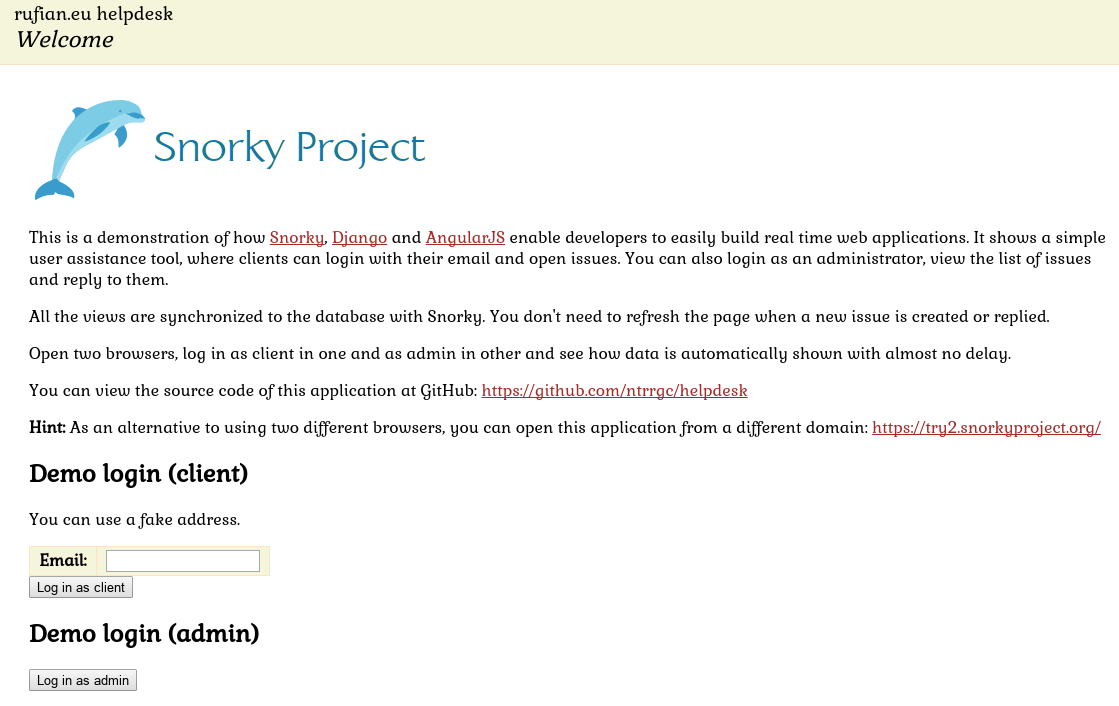 rufian.eu helpdesk
Welcome
Snorky Project
This is a demonstration of how Snorky, Django and AngularJS enable developers to easily build real time web applications. It shows a simple
user assistance tool, where clients can login with their email and open issues. You can also login as an administrator, view the list of issues
and reply to them.
All the views are synchronized to the database with Snorky. You don't need to refresh the page when a new issue is created or replied.
Open two browsers, log in as client in one and as admin in other and see how data is automatically shown with almost no delay.
You can view the source code of this application at GitHub: https://github.com/ntrrgc/helpdesk
Hint: As an alternative to using two different browsers, you can open this application from a different domain: https://try2.snorkyproject.org/
Demo login (client)
You can use a fake address.
Email:
Log in as client
Demo login (admin)
Log in as admin